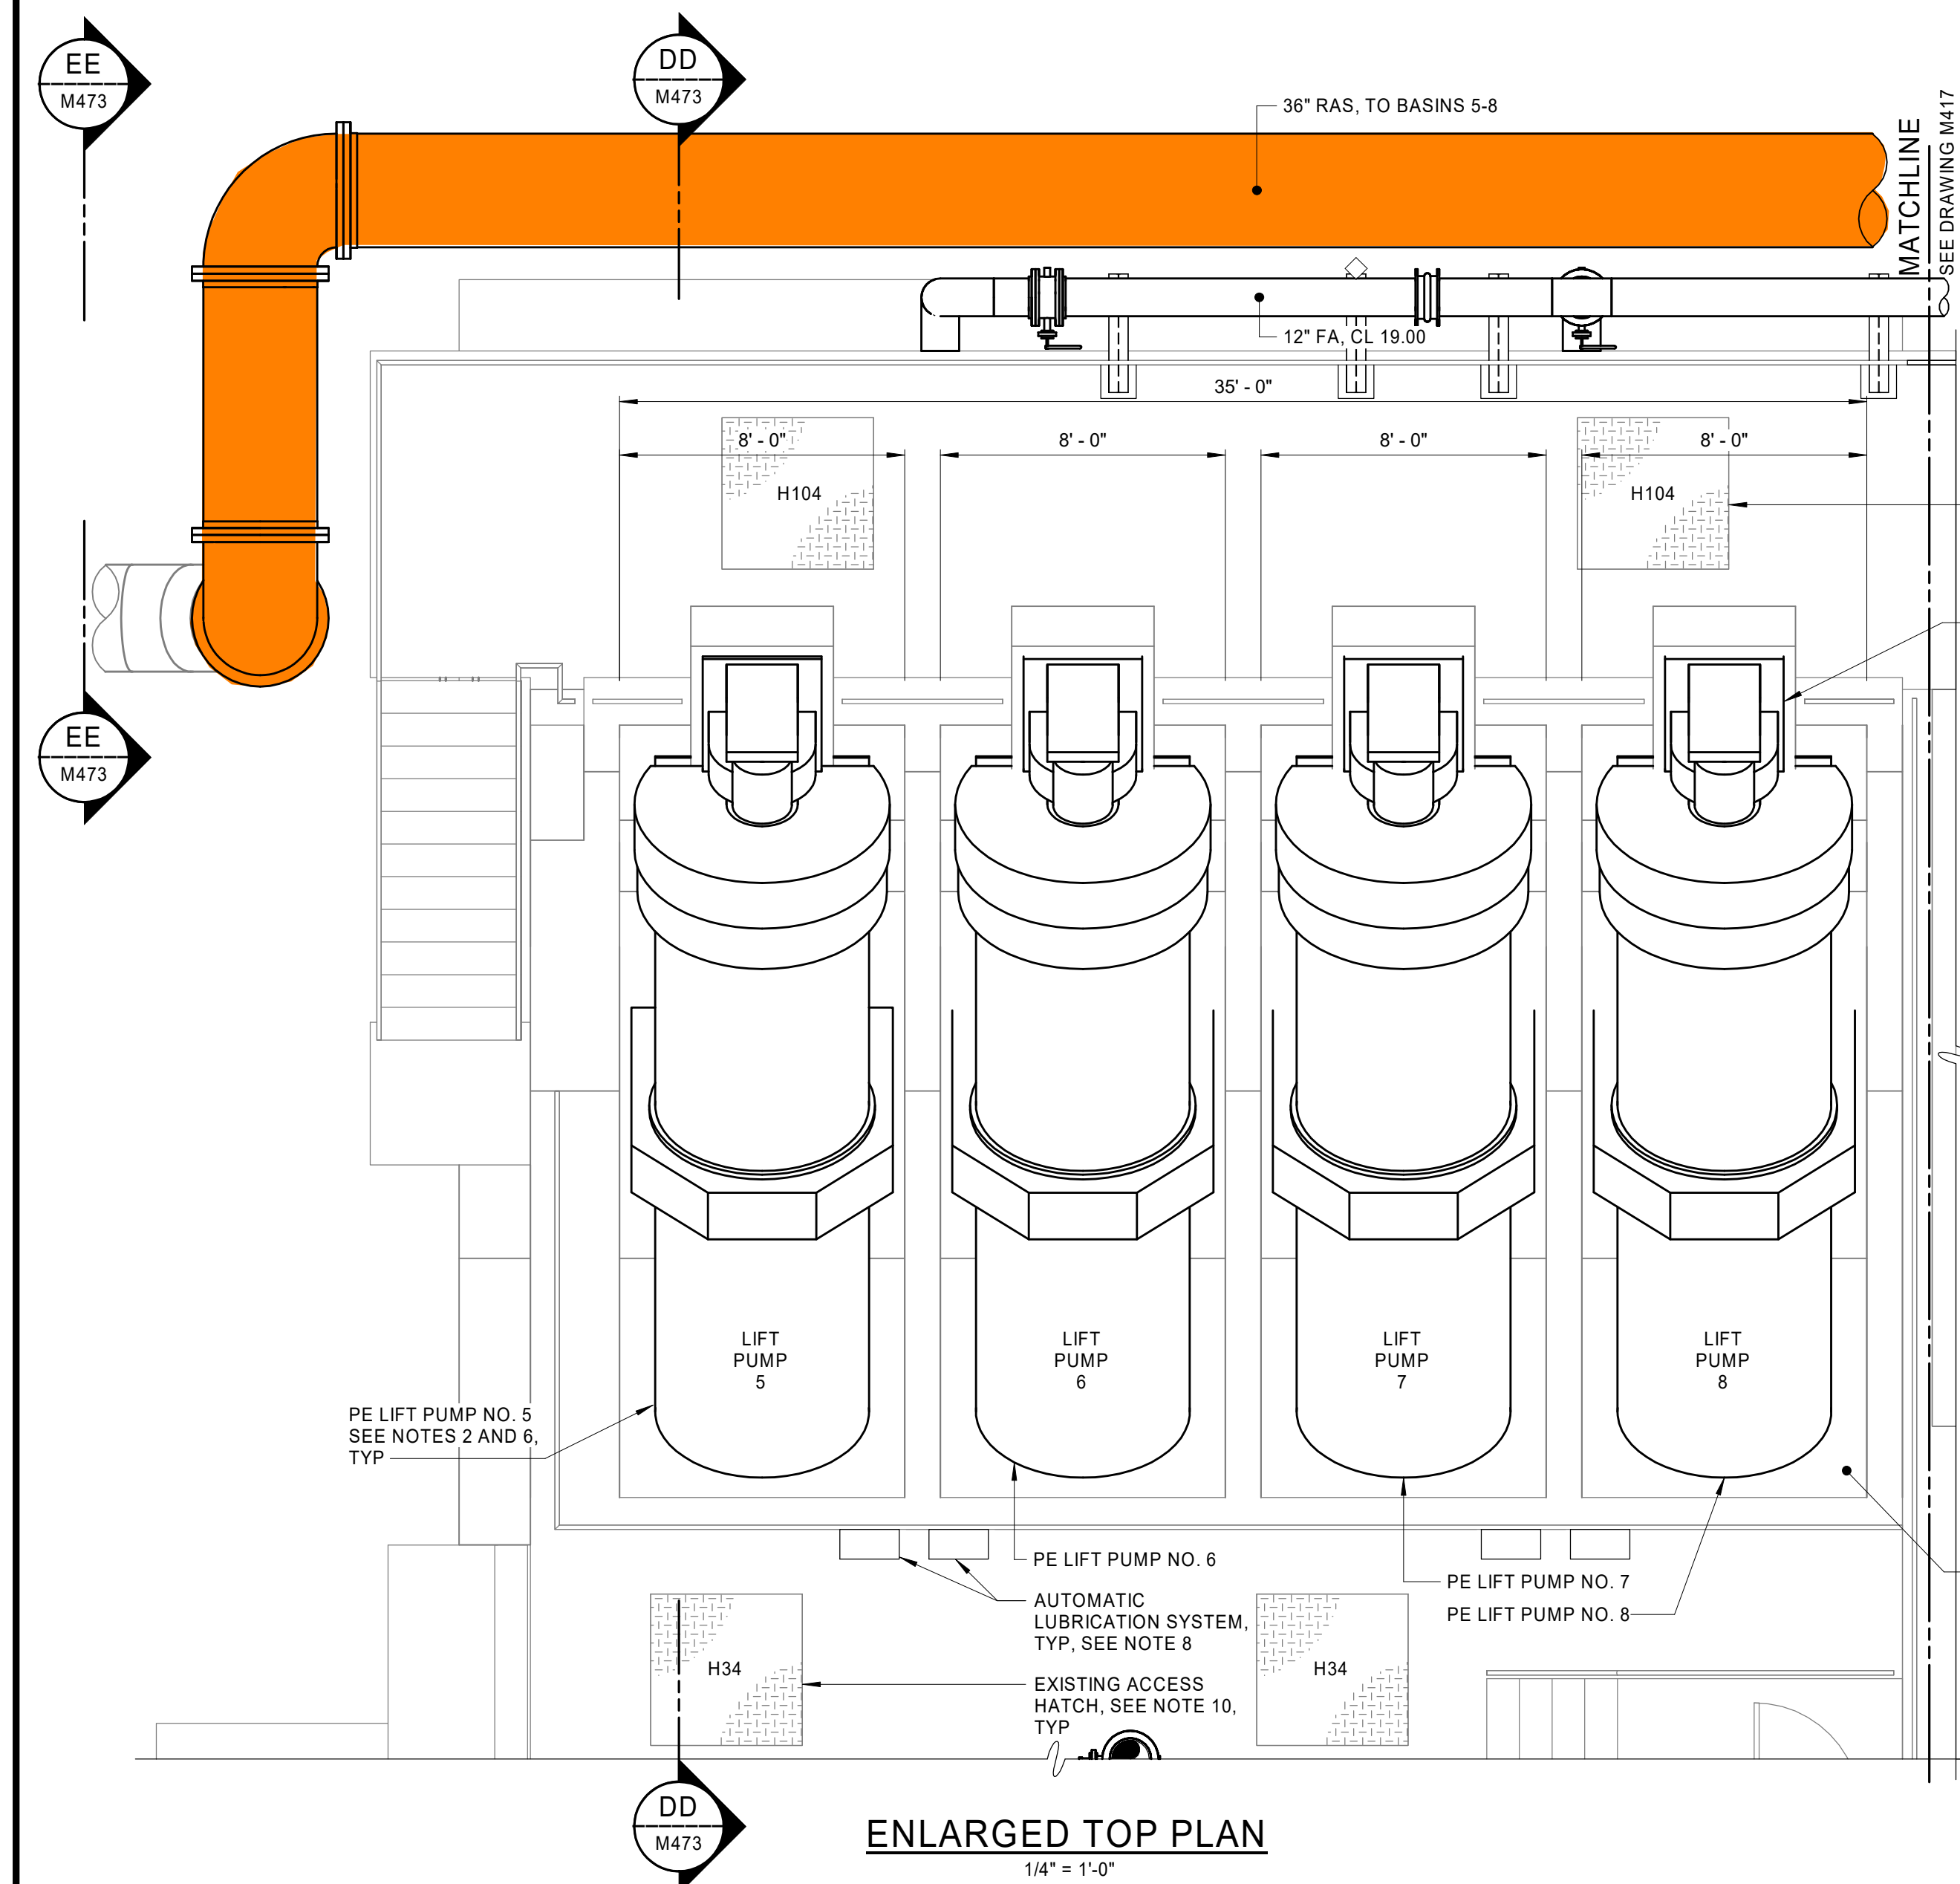 EE
M473
DD
M473
36" RAS, TO BASINS 5-8
MATCHLINE
SEE DRAWING M417
12" FA, CL 19.00
35' - 0"
8' - 0"
8' - 0"
8' - 0"
8' - 0"
H104
H104
EE
M473
LIFT
PUMP
5
LIFT
PUMP
6
LIFT
PUMP
7
LIFT
PUMP
8
PE LIFT PUMP NO. 5
SEE NOTES 2 AND 6,
TYP
PE LIFT PUMP NO. 6
PE LIFT PUMP NO. 7
PE LIFT PUMP NO. 8
AUTOMATIC
LUBRICATION SYSTEM,
TYP, SEE NOTE 8
H34
H34
EXISTING ACCESS
HATCH, SEE NOTE 10,
TYP
DD
M473
ENLARGED TOP PLAN
1/4" = 1'-0"